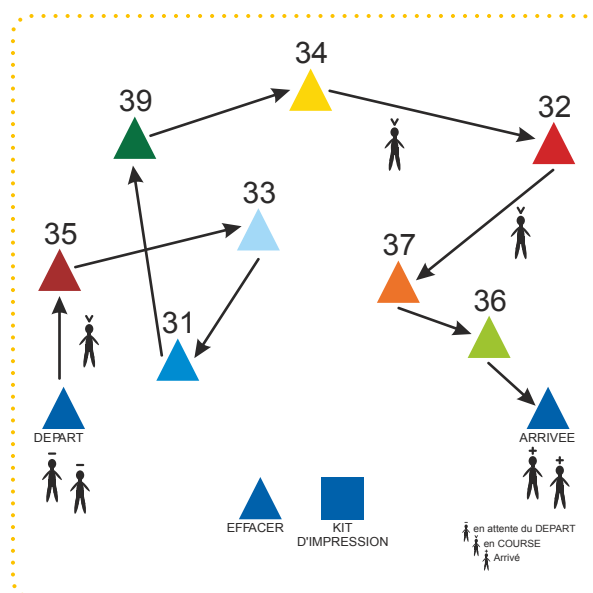 34
39
32
33
35
37
36
31
DEPART
ARRIVEE
EFFACER
KIT
D'IMPRESSION
en attente du DEPART
en COURSE
Arrivé